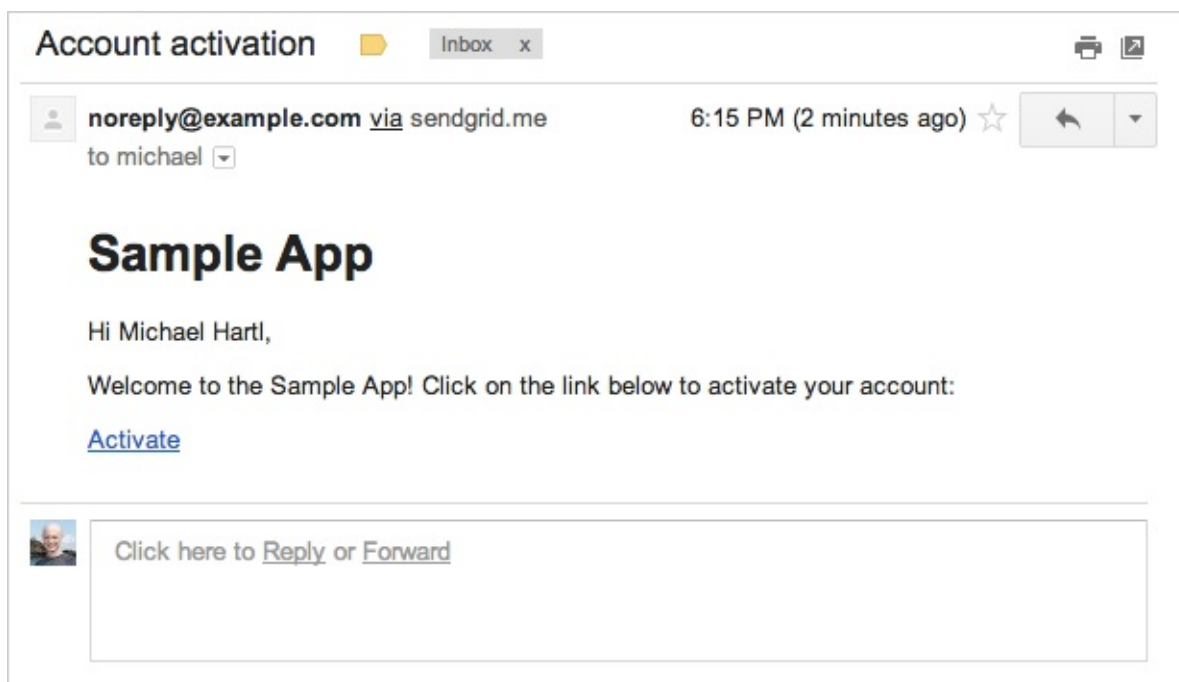 Account activation Inbox x
noreply@example.com via sendgrid.me 6:15 PM (2 minutes ago)
to michael
Sample App
Hi Michael Hartl,
Welcome to the Sample App! Click on the link below to activate your account:
Activate
Click here to Reply or Forward